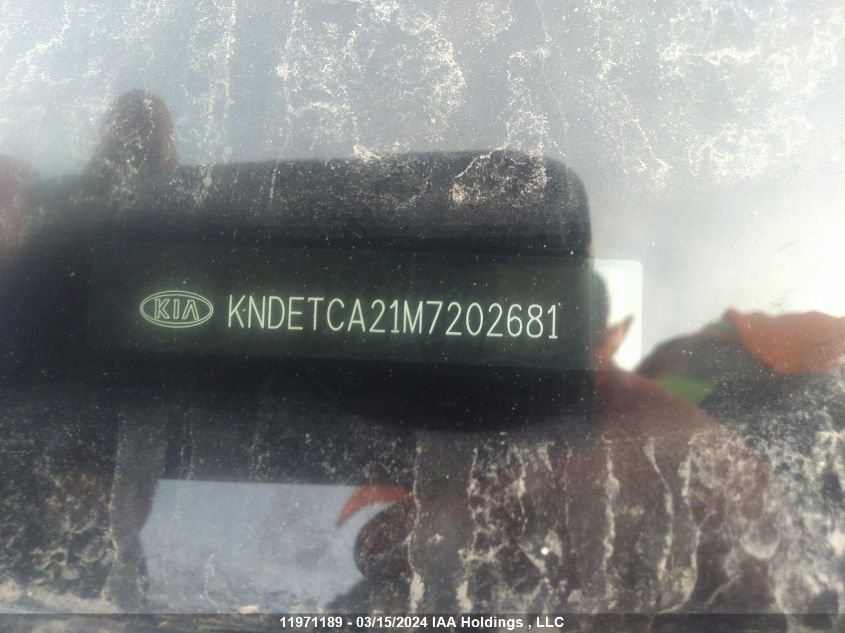 KIA KNDETCA21M7202681
11971189 - 03/15/2024 IAA Holdings , LLC